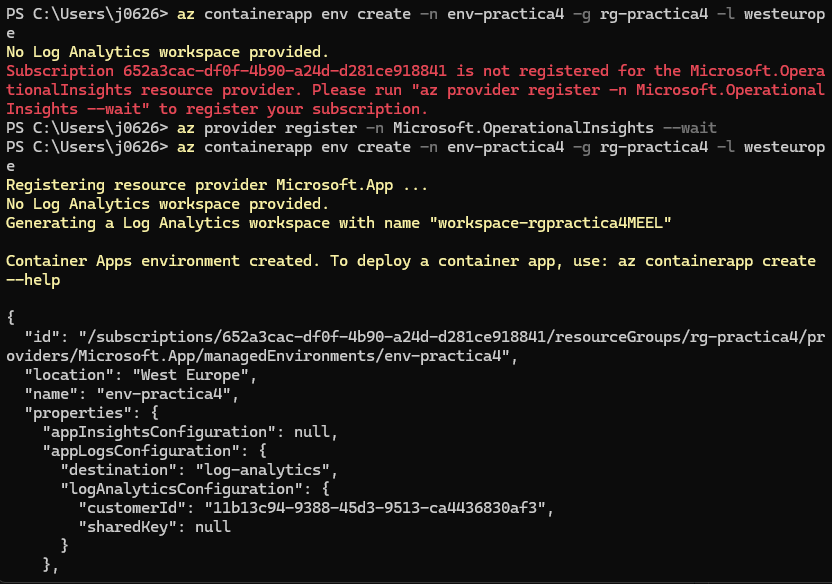 PS C:\Users\j0626> az containerapp env create -n env-practica4 -g rg-practica4 -l westeurop
e
No Log Analytics workspace provided.
Subscription 652a3cac-df0f-4b90-a24d-d281ce918841 is not registered for the Microsoft.Opera
tionalInsights resource provider. Please run "az provider register -n Microsoft.Operational
Insights --wait" to register your subscription.
PS C:\Users\j0626> az provider register -n Microsoft.OperationalInsights --wait
PS C:\Users\j0626> az containerapp env create -n env-practica4 -g rg-practica4 -l westeurop
e
Registering resource provider Microsoft.App ...
No Log Analytics workspace provided.
Generating a Log Analytics workspace with name "workspace-rgpractica4MEEL"
Container Apps environment created. To deploy a container app, use: az containerapp create
--help
{
  "id": "/subscriptions/652a3cac-df0f-4b90-a24d-d281ce918841/resourceGroups/rg-practica4/pr
oviders/Microsoft.App/managedEnvironments/env-practica4",
  "location": "West Europe",
  "name": "env-practica4",
  "properties": {
    "appInsightsConfiguration": null,
    "appLogsConfiguration": {
      "destination": "log-analytics",
      "logAnalyticsConfiguration": {
        "customerId": "11b13c94-9388-45d3-9513-ca4436830af3",
        "sharedKey": null
      }
    },